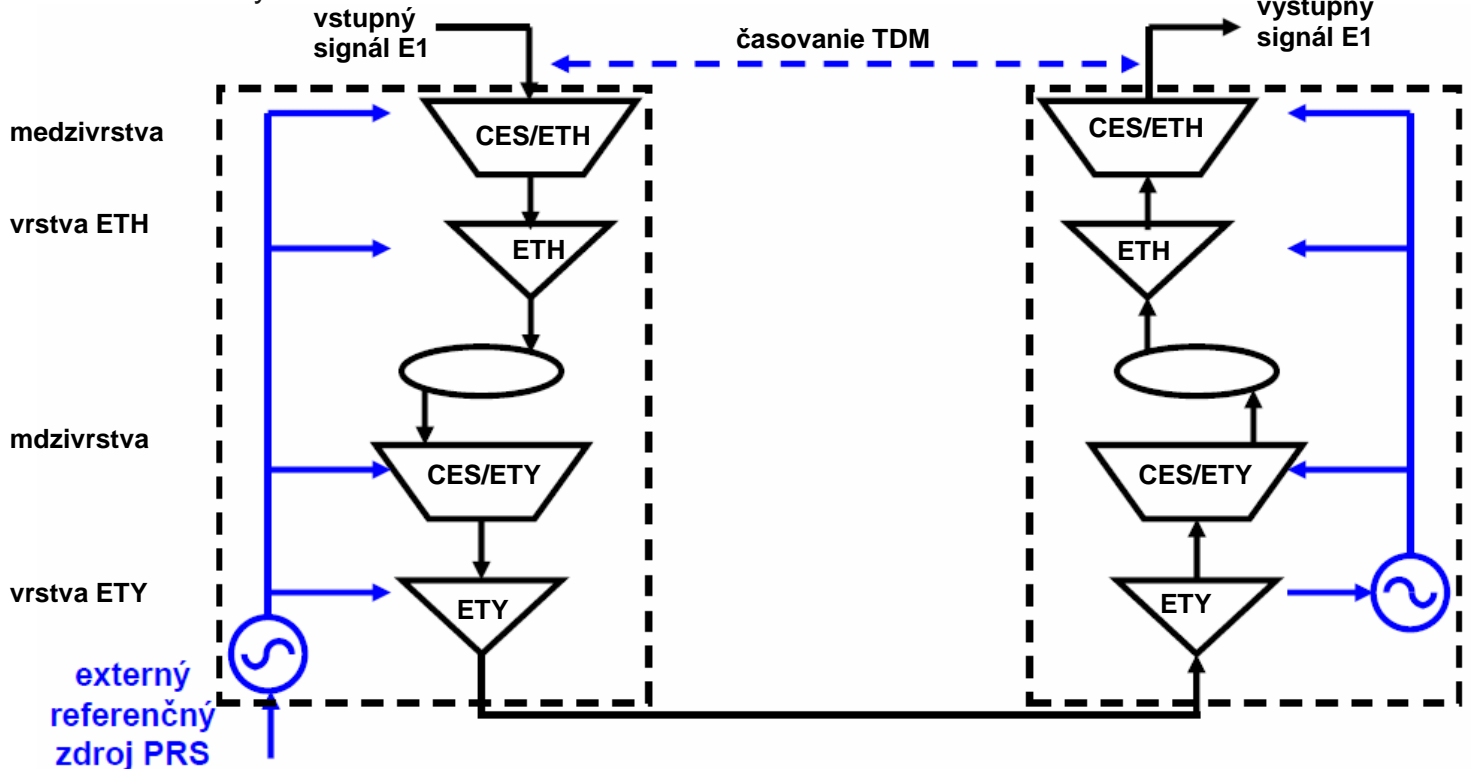 vstupný
signál E1
časovanie TDM
výstupný
signál E1
medzivrstva
CES/ETH
CES/ETH
vrstva ETH
ETH
ETH
mdzivrstva
CES/ETY
CES/ETY
vrstva ETY
ETY
ETY
externý
referenčný
zdroj PRS